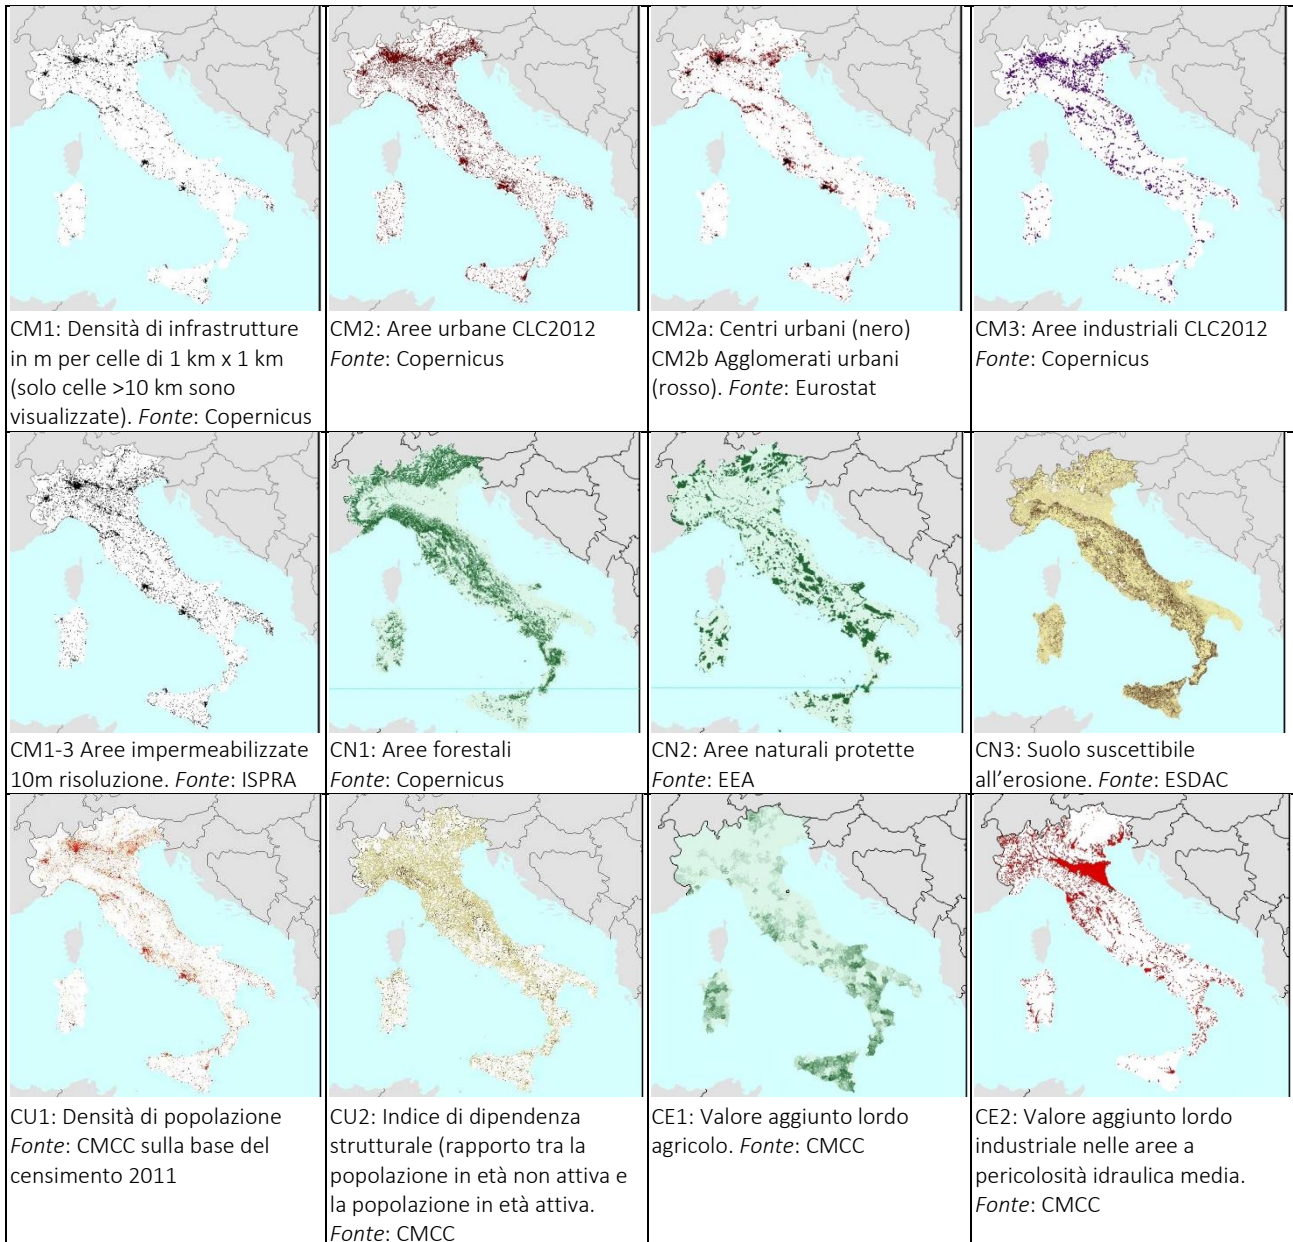 CM1: Densità di infrastrutture
in m per celle di 1 km x 1 km
(solo celle >10 km sono
visualizzate). Fonte: Copernicus
CM2: Aree urbane CLC2012
Fonte: Copernicus
CM2a: Centri urbani (nero)
CM2b Agglomerati urbani
(rosso). Fonte: Eurostat
CM3: Aree industriali CLC2012
Fonte: Copernicus
CM1-3 Aree impermeabilizzate
10m risoluzione. Fonte: ISPRA
CN1: Aree forestali
Fonte: Copernicus
CN2: Aree naturali protette
Fonte: EEA
CN3: Suolo suscettibile
all’erosione. Fonte: ESDAC
CU1: Densità di popolazione
Fonte: CMCC sulla base del
censimento 2011
CU2: Indice di dipendenza
strutturale (rapporto tra la
popolazione in età non attiva e
la popolazione in età attiva.
Fonte: CMCC
CE1: Valore aggiunto lordo
agricolo. Fonte: CMCC
CE2: Valore aggiunto lordo
industriale nelle aree a
pericolosità idraulica media.
Fonte: CMCC